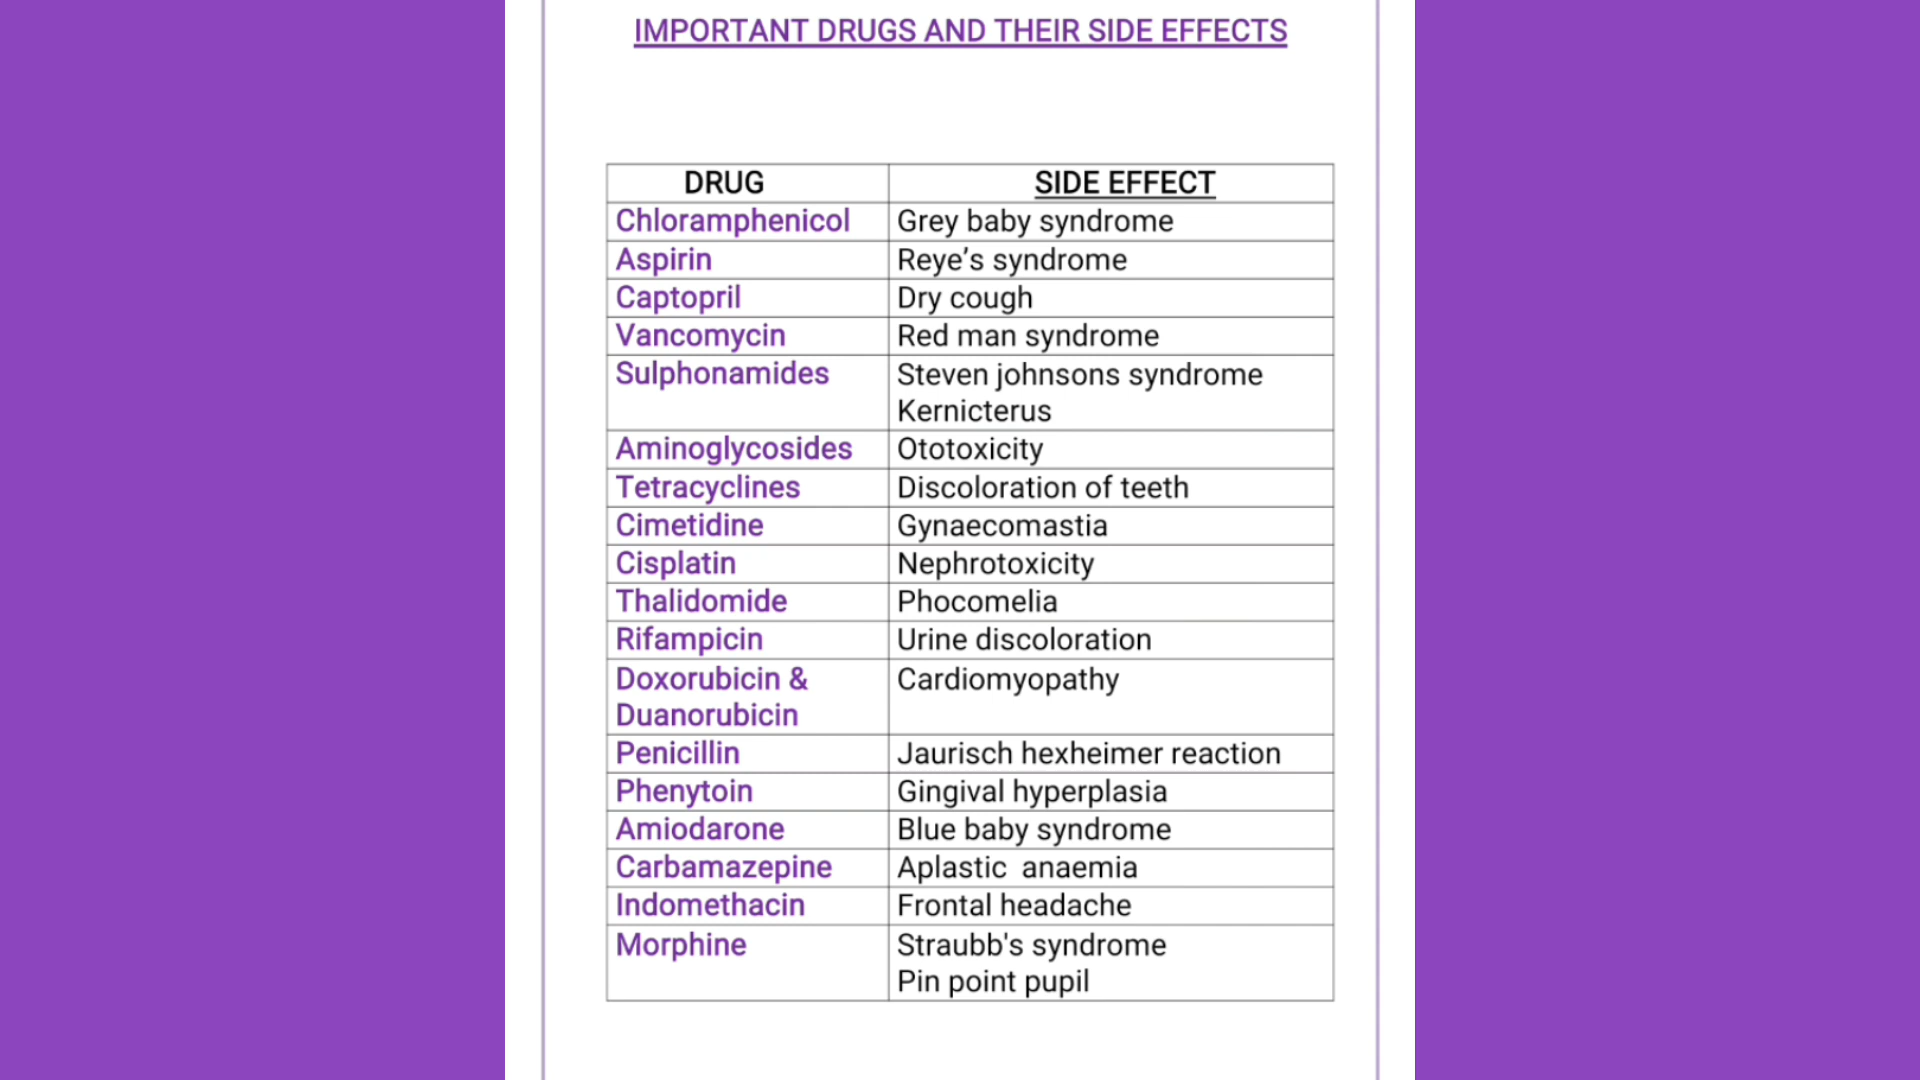 IMPORTANT DRUGS AND THEIR SIDE EFFECTS
DRUG SIDE EFFECT
Chloramphenicol Grey baby syndrome
Aspirin Reye’s syndrome
Captopril Dry cough
Vancomycin Red man syndrome
Sulphonamides Steven johnsons syndrome
Kernicterus
Aminoglycosides Ototoxicity
Tetracyclines Discoloration of teeth
Cimetidine Gynaecomastia
Cisplatin Nephrotoxicity
Thalidomide Phocomelia
Rifampicin Urine discoloration
Doxorubicin & Cardiomyopathy
Duanorubicin
Penicillin Jaurisch hexheimer reaction
Phenytoin Gingival hyperplasia
Amiodarone Blue baby syndrome
Carbamazepine Aplastic anaemia
Indomethacin Frontal headache
Morphine Straubb's syndrome
Pin point pupil